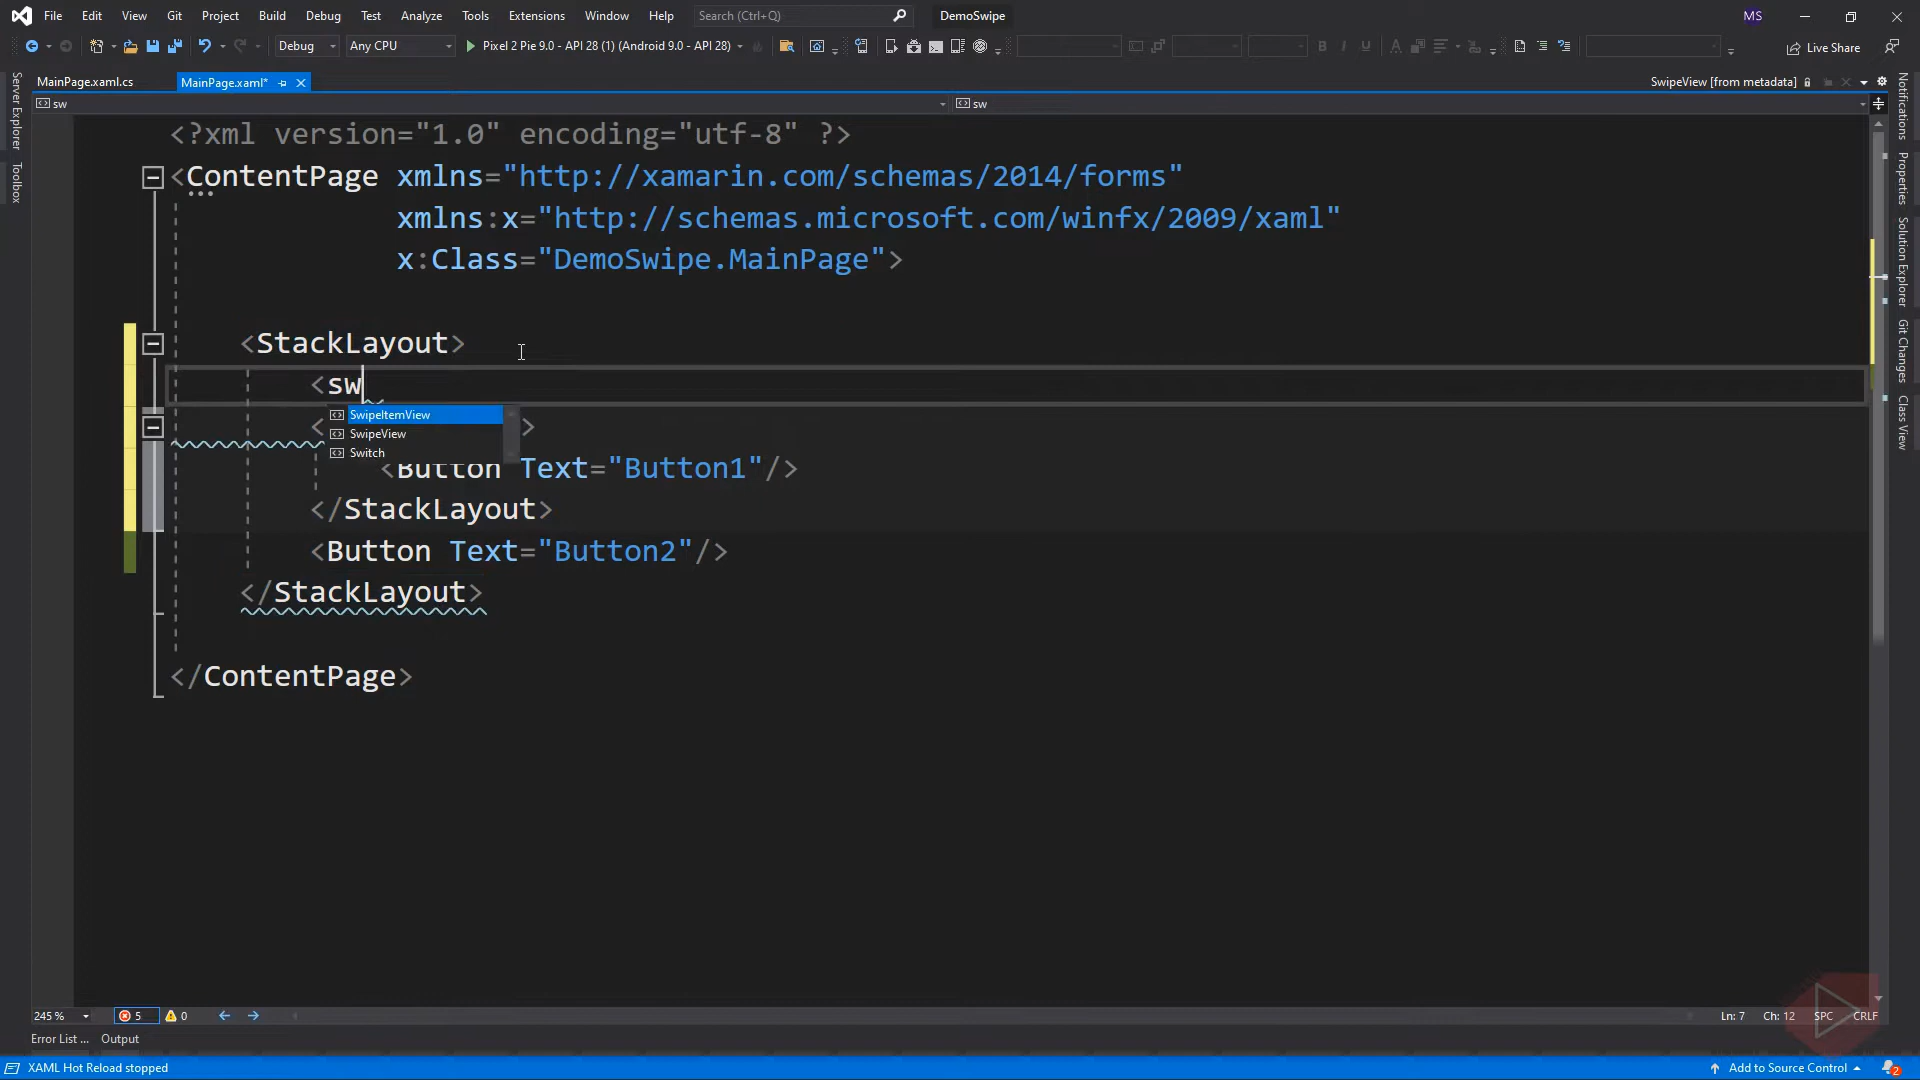 File Edit View Git Project Build Debug Test Analyze Tools Extensions Window Help Search (Ctrl+Q) DemoSwipe MS
Debug Any CPU Pixel 2 Pie 9.0 - API 28 (1) (Android 9.0 - API 28) Live Share
MainPage.xaml.cs MainPage.xaml* SwipeView [from metadata]
sw sw
<?xml version="1.0" encoding="utf-8" ?>
<ContentPage xmlns="http://xamarin.com/schemas/2014/forms"
xmlns:x="http://schemas.microsoft.com/winfx/2009/xaml"
x:Class="DemoSwipe.MainPage">
<StackLayout>
<sw
SwipeItemView
< >
SwipeView
Switch
<Button Text="Button1"/>
</StackLayout>
<Button Text="Button2"/>
</StackLayout>
</ContentPage>
Server Explorer
Toolbox
Notifications
Properties
Solution Explorer
Git Changes
Class View
245 % 5 0 Ln: 7 Ch: 12 SPC CRLF
Error List ... Output
XAML Hot Reload stopped Add to Source Control 2